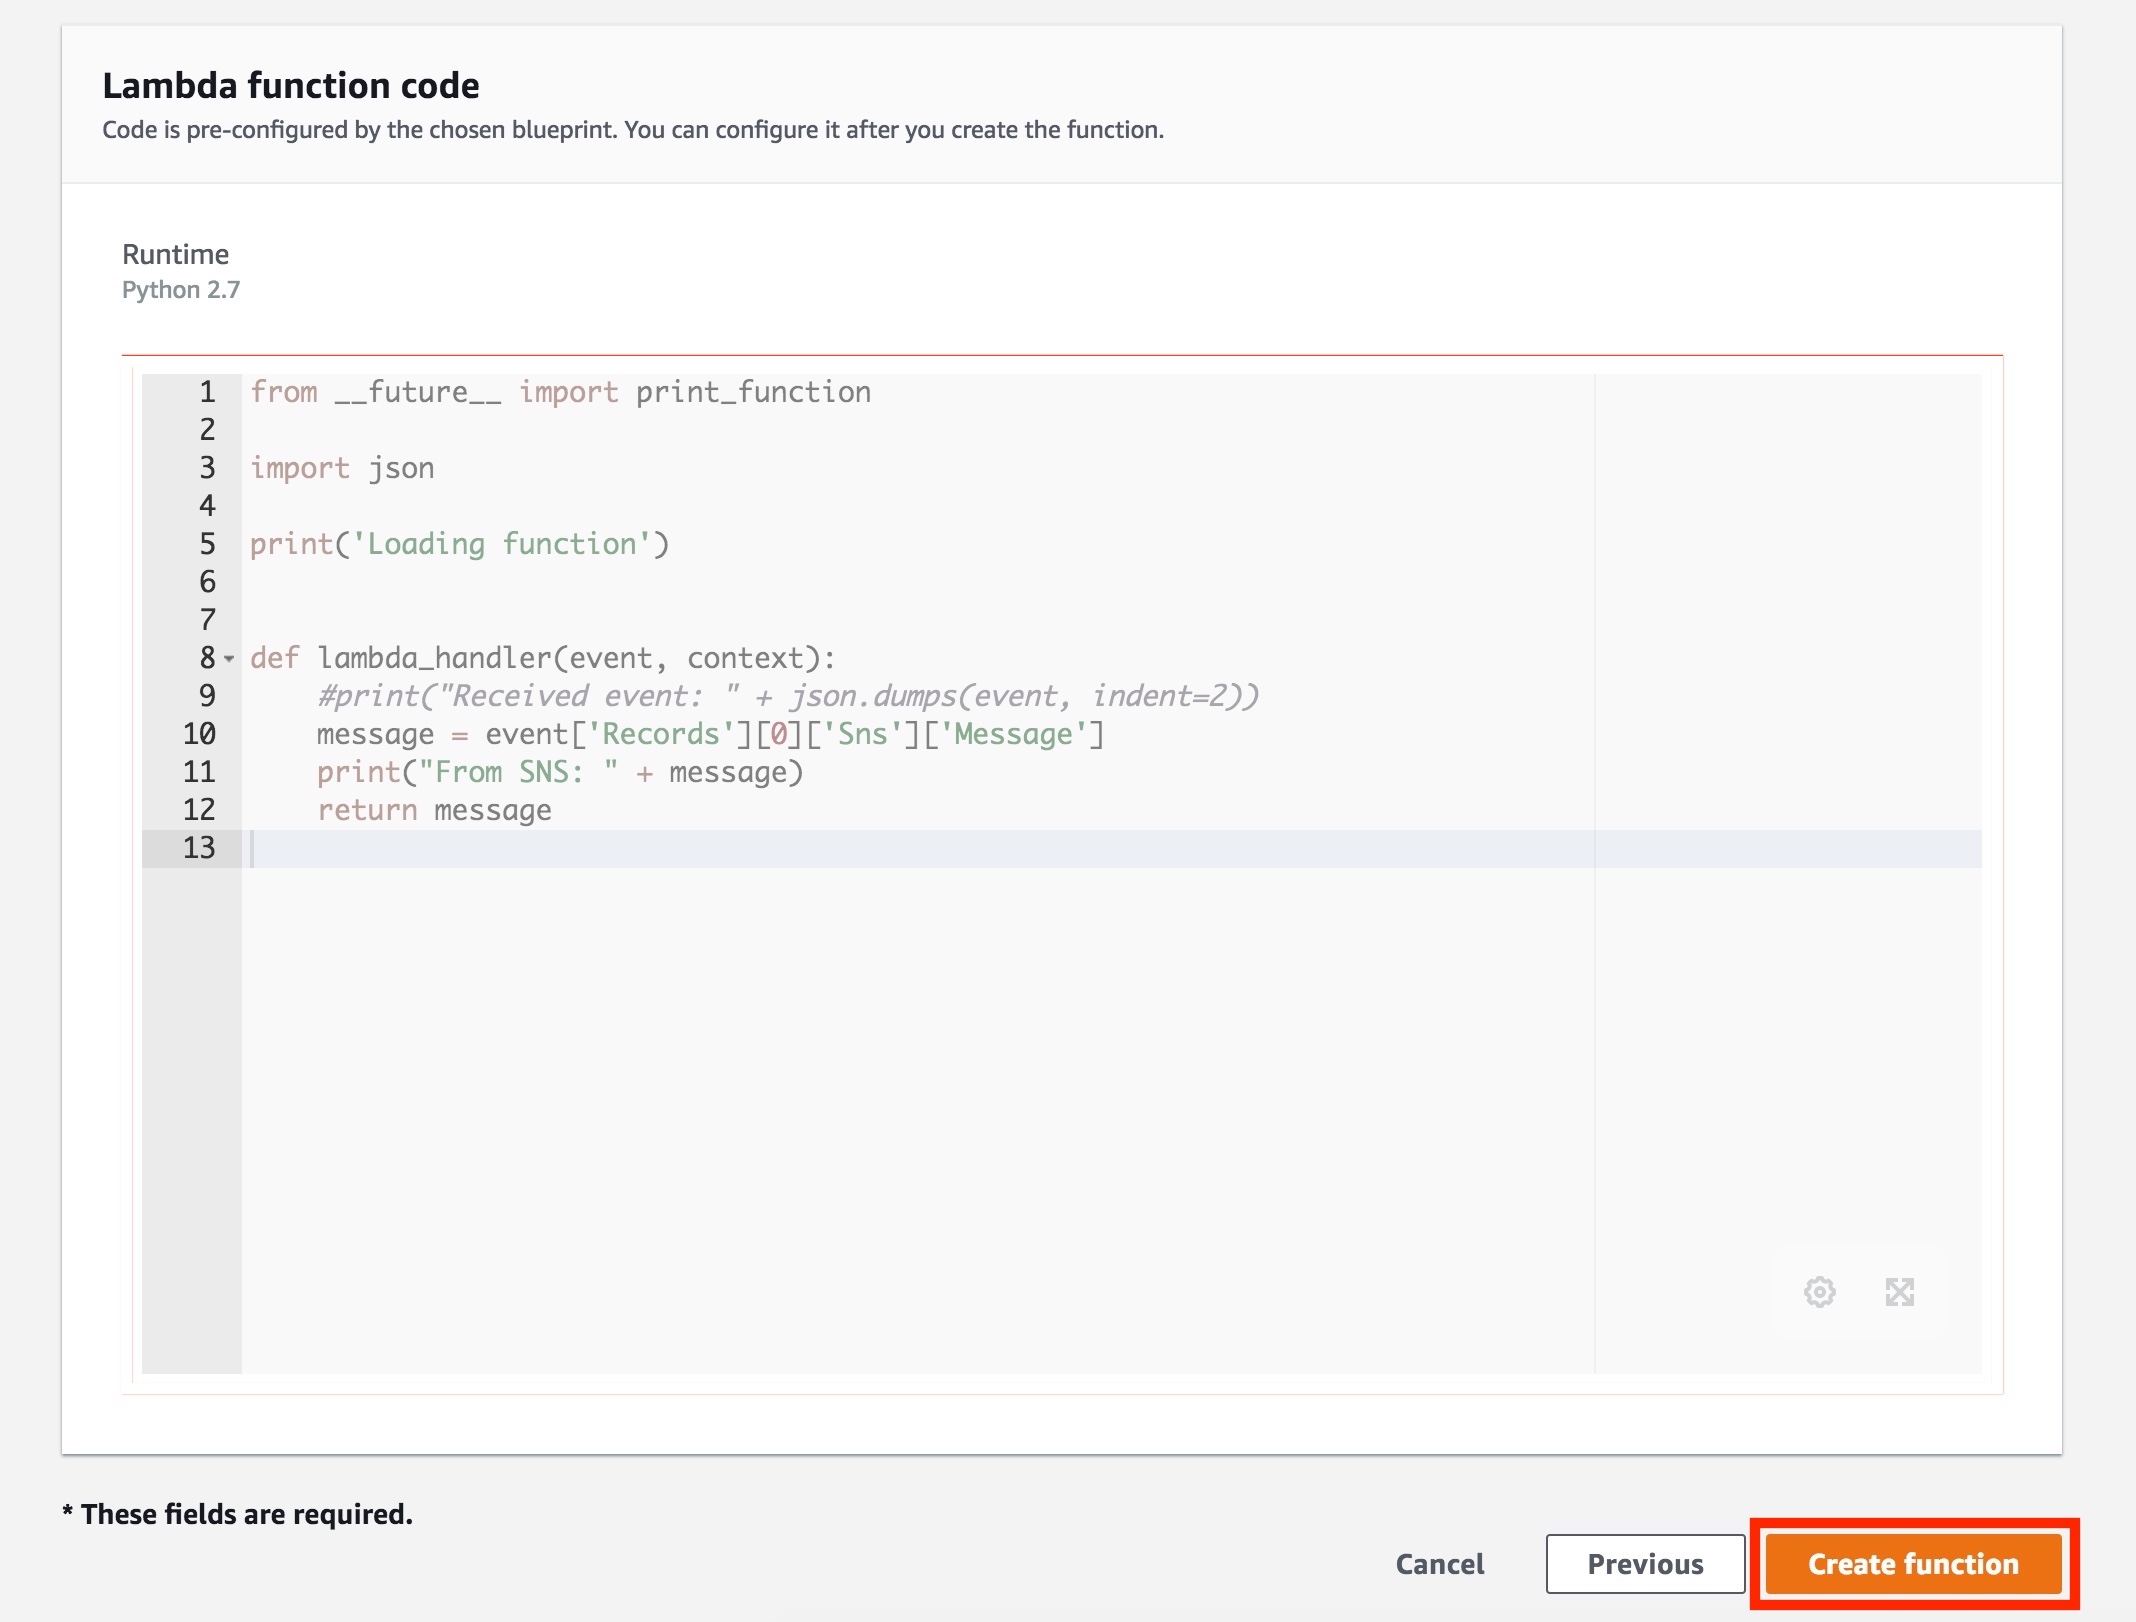 Lambda function code
Code is pre-configured by the chosen blueprint. You can configure it after you create the function.
Runtime
Python 2.7
1 from __future__ import print_function
2
3 import json
4
5 print('Loading function')
6
7
8 def lambda_handler(event, context):
9     #print("Received event: " + json.dumps(event, indent=2))
10     message = event['Records'][0]['Sns']['Message']
11     print("From SNS: " + message)
12     return message
13
* These fields are required.
Cancel Previous Create function